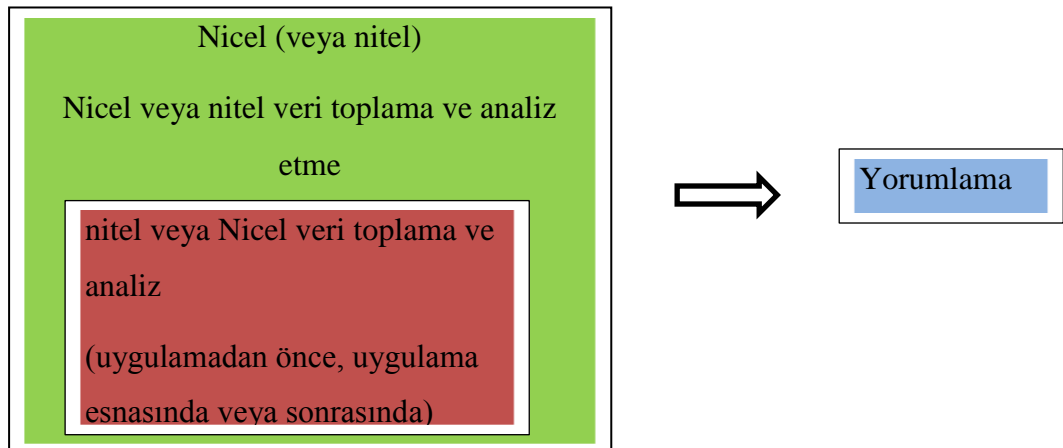 Nicel (veya nitel)
Nicel veya nitel veri toplama ve analiz
etme
nitel veya Nicel veri toplama ve
analiz
(uygulamadan önce, uygulama
esnasında veya sonrasında)
Yorumlama